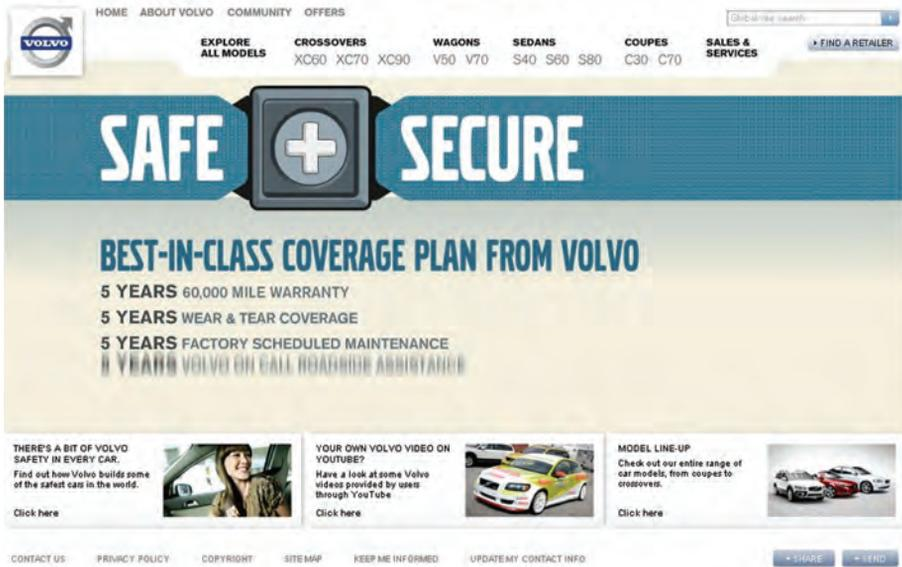 HOME ABOUT VOLVO COMMUNITY OFFERS
Global site search
VOLVO
EXPLORE ALL MODELS
CROSSOVERS
XC60 XC70 XC90
WAGONS
V50 V70
SEDANS
S40 S60 S80
COUPES
C30 C70
SALES & SERVICES
FIND A RETAILER
SAFE + SECURE
BEST-IN-CLASS COVERAGE PLAN FROM VOLVO
5 YEARS 60,000 MILE WARRANTY
5 YEARS WEAR & TEAR COVERAGE
5 YEARS FACTORY SCHEDULED MAINTENANCE
YEARS VOLVO ON CALL ROADSIDE ASSISTANCE
THERE'S A BIT OF VOLVO
SAFETY IN EVERY CAR.
Find out how Volvo builds some
of the safest cars in the world.
Click here
YOUR OWN VOLVO VIDEO ON
YOUTUBE?
Have a look at some Volvo
videos provided by users
through YouTube
Click here
MODEL LINE-UP
Check out our entire range of
car models, from coupes to
crossovers.
Click here
CONTACT US PRIVACY POLICY COPYRIGHT SITE MAP KEEP ME INFORMED UPDATE MY CONTACT INFO
SHARE SEND